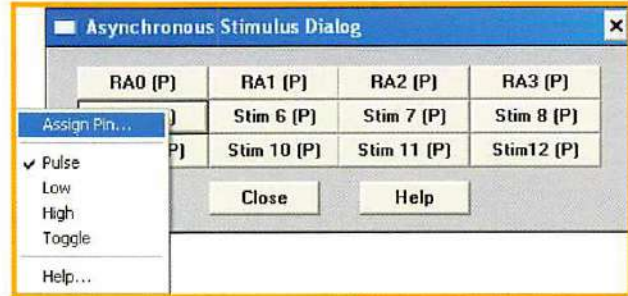 Asynchronous Stimulus Dialog
RA0 (P) RA1 (P) RA2 (P) RA3 (P)
) Stim 6 (P) Stim 7 (P) Stim 8 (P)
P) Stim 10 (P) Stim 11 (P) Stim12 (P)
Close Help
Assign Pin...
Pulse
Low
High
Toggle
Help...